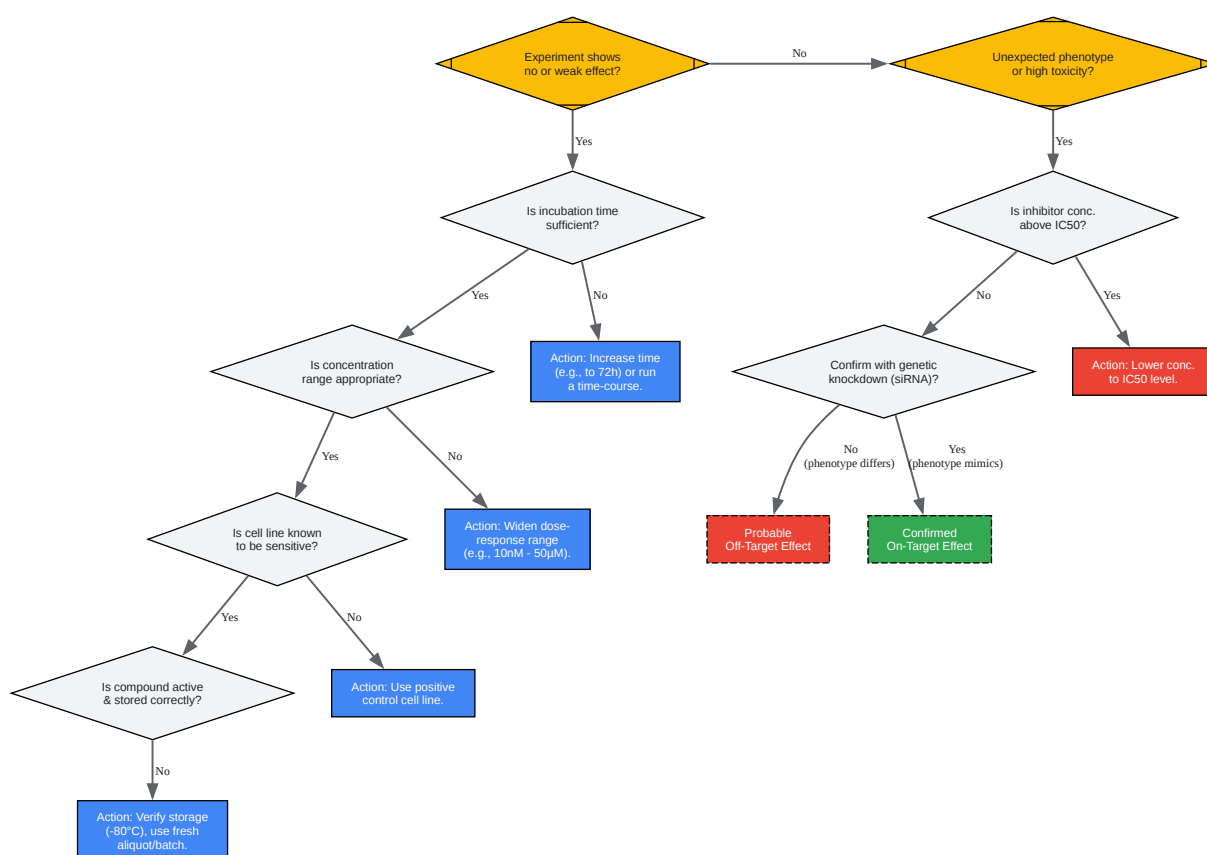 Experiment shows
no or weak effect?
No
Unexpected phenotype
or high toxicity?
Yes
Yes
Is incubation time
sufficient?
Is inhibitor conc.
above IC50?
Yes
No
No
Yes
Is concentration
range appropriate?
Action: Increase time
(e.g., to 72h) or run
a time-course.
Confirm with genetic
knockdown (siRNA)?
Action: Lower conc.
to IC50 level.
Yes
No
No
(phenotype differs)
Yes
(phenotype mimics)
Is cell line known
to be sensitive?
Action: Widen dose-
response range
(e.g., 10nM - 50μM).
Probable
Off-Target Effect
Confirmed
On-Target Effect
Yes
No
Is compound active
& stored correctly?
Action: Use positive
control cell line.
No
Action: Verify storage
(-80°C), use fresh
aliquot/batch.